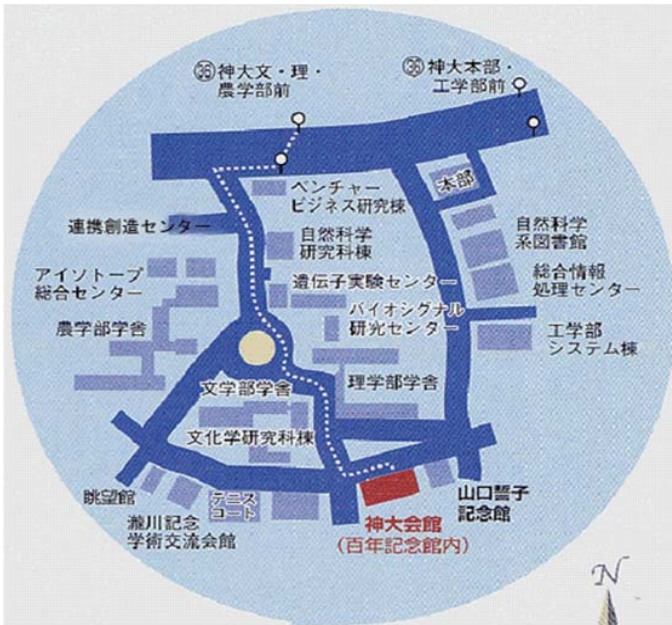 ㊱神大文・理・
農学部前
㊱神大本部・
工学部前
本部
ベンチャー
ビジネス研究棟
連携創造センター
自然科学
研究科棟
自然科学
系図書館
アイソトープ
総合センター
遺伝子実験センター
総合情報
処理センター
バイオシグナル
研究センター
農学部学舎
工学部
システム棟
文学部学舎
理学部学舎
文化学研究科棟
眺望館
瀧川記念
学術交流会館
テニス
コート
神大会館
(百年記念館内)
山口誓子
記念館
N